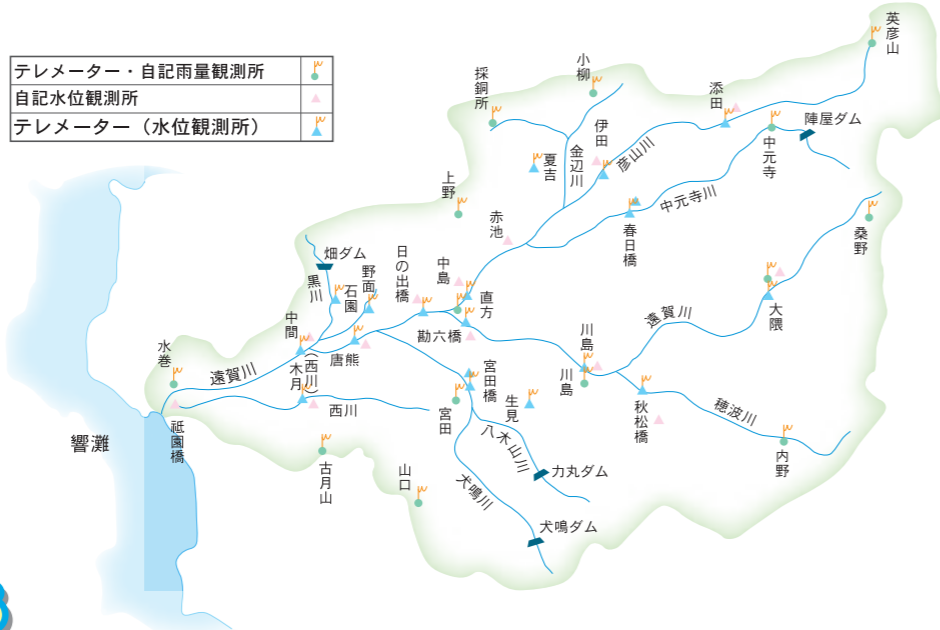 テレメーター・自記雨量観測所
自記水位観測所
テレメーター（水位観測所）
英彦山
小柳
採銅所
添田
陣屋ダム
伊田
夏吉
金辺川
彦山川
中元寺
上野
中元寺川
赤池
春日橋
桑野
畑ダム
日の出橋
中島
野面
黒川
石園
直方
大隈
中間
勘六橋
遠賀川
川島
水巻
（西川）
唐熊
遠賀川
木月
宮田橋
川島
生見
秋松橋
西川
宮田
穂波川
祗園橋
八木山川
響灘
内野
古月山
山口
犬鳴川
力丸ダム
犬鳴ダム